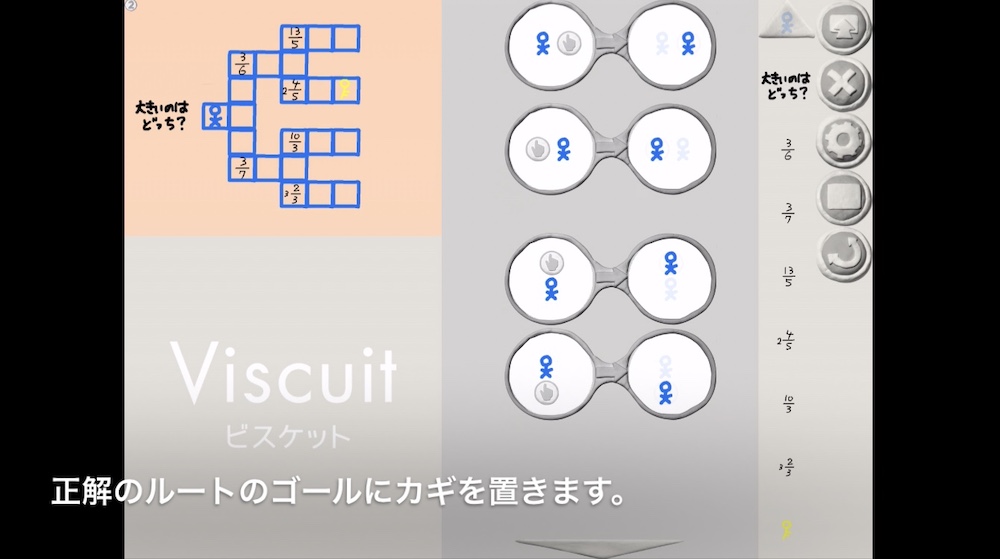 ②
13/5
3/6
2 4/5
大きいのは
どっち?
10/3
3/7
3 2/3
大きいのは
どっち?
3/6
3/7
13/5
2 4/5
10/3
3 2/3
Viscuit
ビスケット
正解のルートのゴールにカギを置きます。